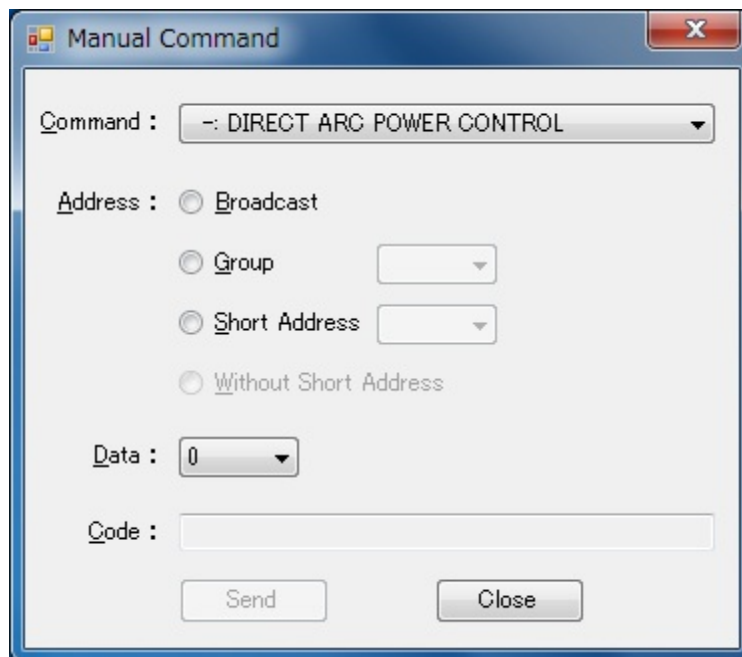 Manual Command
Command : -: DIRECT ARC POWER CONTROL
Address : Broadcast
Group
Short Address
Without Short Address
Data : 0
Code :
Send Close